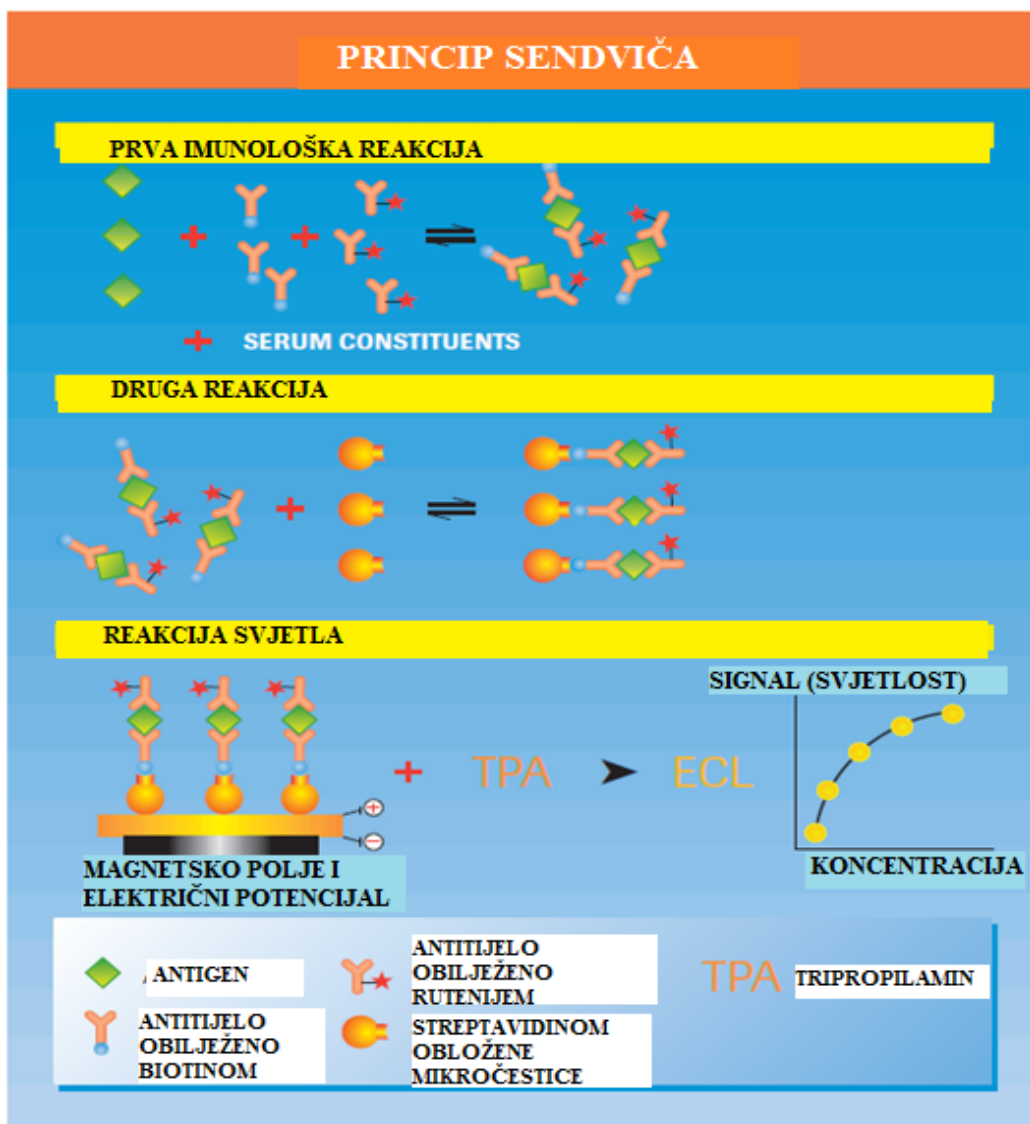 PRINCIP SENDVIČA
PRVA IMUNOLOŠKA REAKCIJA
SERUM CONSTITUENTS
DRUGA REAKCIJA
REAKCIJA SVJETLA
SIGNAL (SVJETLOST)
TPA
ECL
MAGNETSKO POLJE I
ELEKTRIČNI POTENCIJAL
KONCENTRACIJA
ANTIGEN
ANTITIJELO
OBILJEŽENO
BIOTINOM
ANTITIJELO
OBILJEŽENO
RUTENIJEM
STREPTAVIDINOM
OBLOŽENE
MIKROČESTICE
TPA
TRIPROPILAMIN